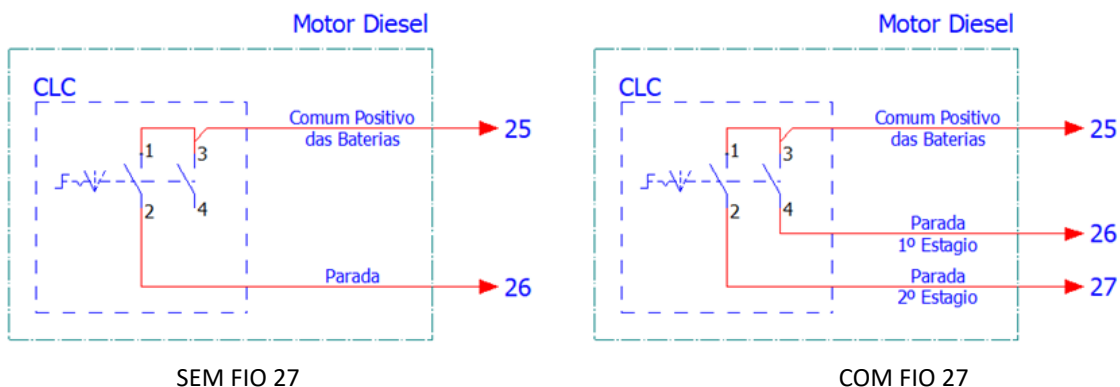 Motor Diesel
CLC
Comum Positivo
das Baterias
25
1
3
2
4
Parada
26
SEM FIO 27
Motor Diesel
CLC
Comum Positivo
das Baterias
25
1
3
2
4
Parada
1º Estagio
26
Parada
2º Estagio
27
COM FIO 27